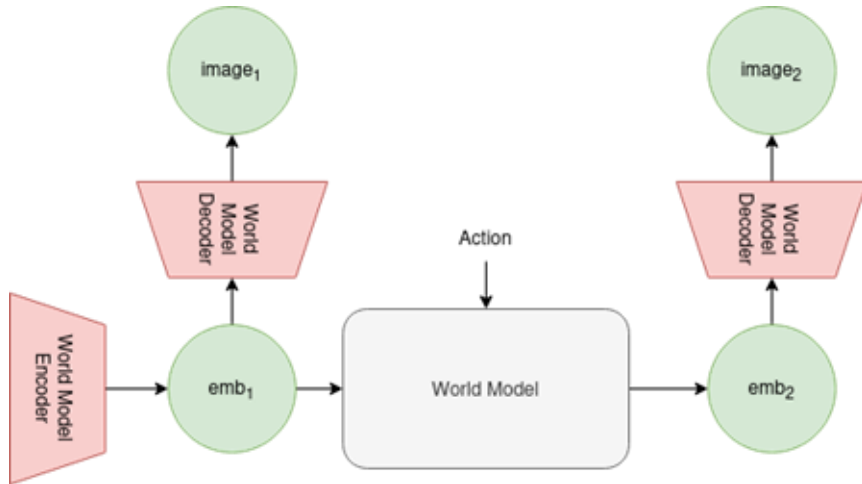 image₁
image₂
World
Model
Decoder
World
Model
Decoder
Action
World Model
Encoder
emb₁
World Model
emb₂